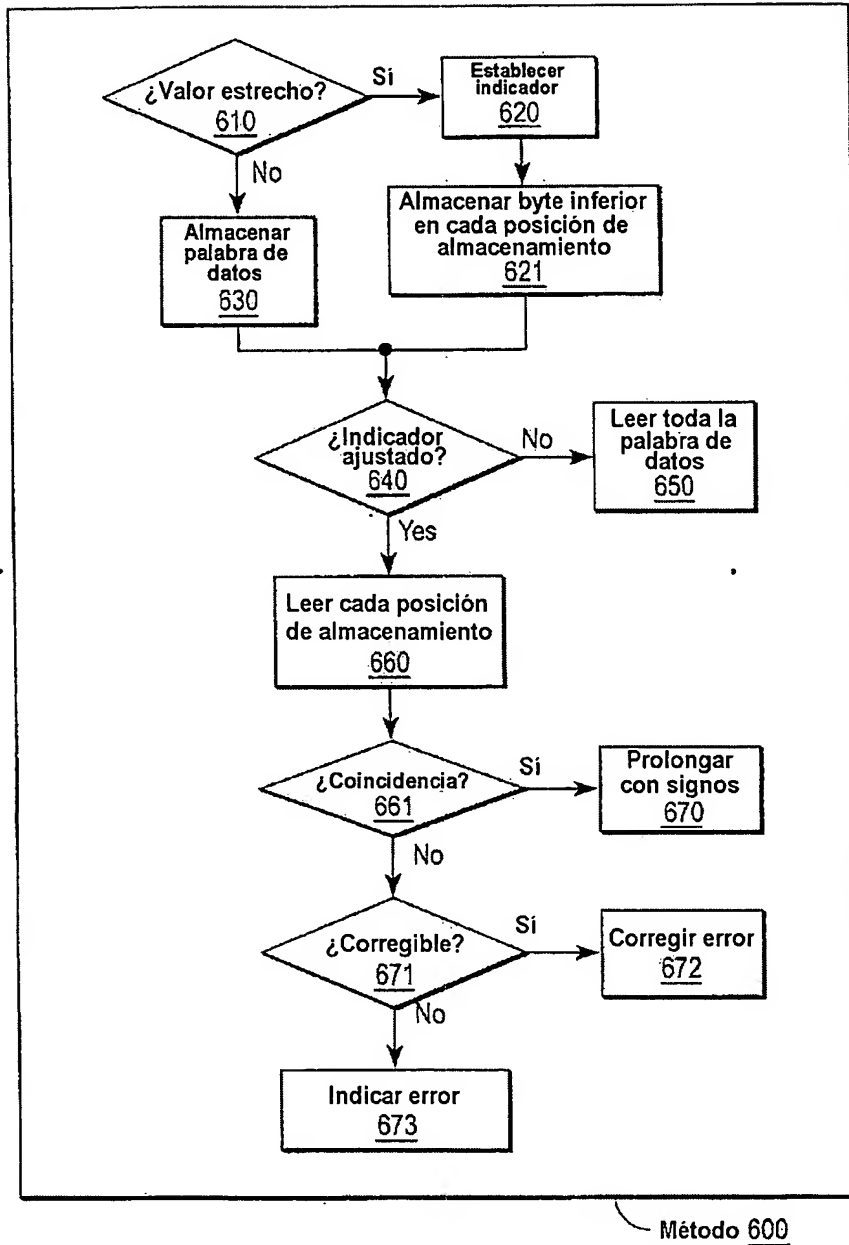 ¿Valor estrecho?
610
Sí
Establecer
indicador
620
No
Almacenar
palabra de
datos
630
Almacenar byte inferior
en cada posición de
almacenamiento
621
¿Indicador
ajustado?
640
No
Leer toda la
palabra de
datos
650
Yes
Leer cada posición
de almacenamiento
660
¿Coincidencia?
661
Sí
Prolongar
con signos
670
No
¿Corregible?
671
Sí
Corregir error
672
No
Indicar error
673
Método 600